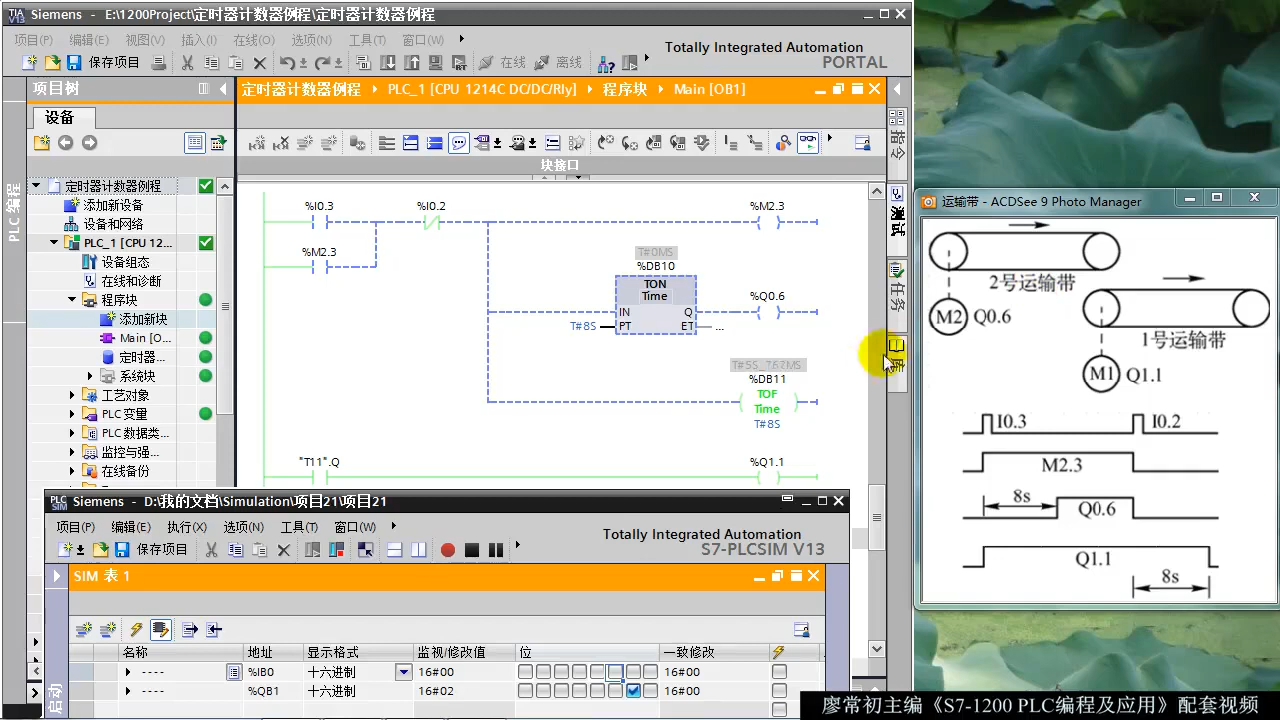 Siemens - E:\1200Project\定时器计数器例程\定时器计数器例程
项目(P) 编辑(E) 视图(V) 插入(I) 在线(O) 选项(N) 工具(T) 窗口(W)
Totally Integrated Automation
PORTAL
保存项目 在线 离线
项目树
定时器计数器例程 PLC_1 [CPU 1214C DC/DC/Rly] 程序块 Main [OB1]
设备
块接口
PLC 编程
指令
测试
任务
库
定时器计数器例程
添加新设备
设备和网络
PLC_1 [CPU 12...
设备组态
在线和诊断
程序块
添加新块
Main [O...
定时器...
系统块
工艺对象
PLC 变量
PLC 数据类...
监控与强...
在线备份
%I0.3 %I0.2 %M2.3
%M2.3
T#0MS
%DB10
TON
Time
%Q0.6
IN Q
T#8S PT ET ...
%DB11
TOF
Time
T#8S
"T11".Q %Q1.1
Siemens - D:\我的文档\Simulation\项目21\项目21
项目(P) 编辑(E) 执行(X) 选项(N) 工具(T) 窗口(W)
Totally Integrated Automation
S7-PLCSIM V13
保存项目
SIM 表 1
名称 地址 显示格式 监视/修改值 位 一致修改
---- %IB0 十六进制 16#00 16#00
---- %QB1 十六进制 16#02 16#00
启动
运输带 - ACDSee 9 Photo Manager
2号运输带
M2 Q0.6
1号运输带
M1 Q1.1
I0.3 I0.2
M2.3
8s Q0.6
Q1.1
8s
廖常初主编《S7-1200 PLC编程及应用》配套视频